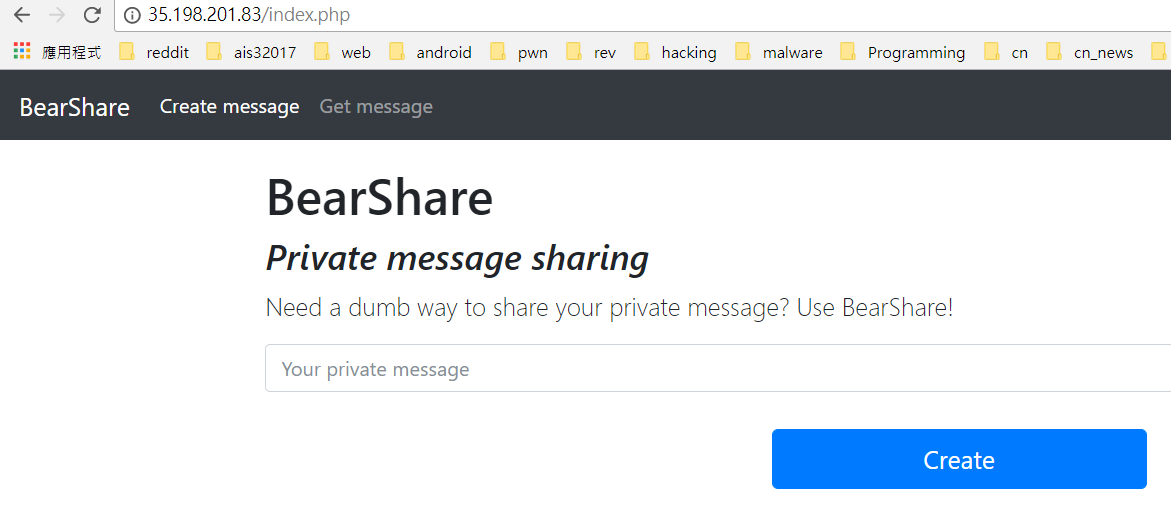 35.198.201.83/index.php
應用程式 reddit ais32017 web android pwn rev hacking malware Programming cn cn_news
BearShare Create message Get message
BearShare
Private message sharing
Need a dumb way to share your private message? Use BearShare!
Your private message
Create